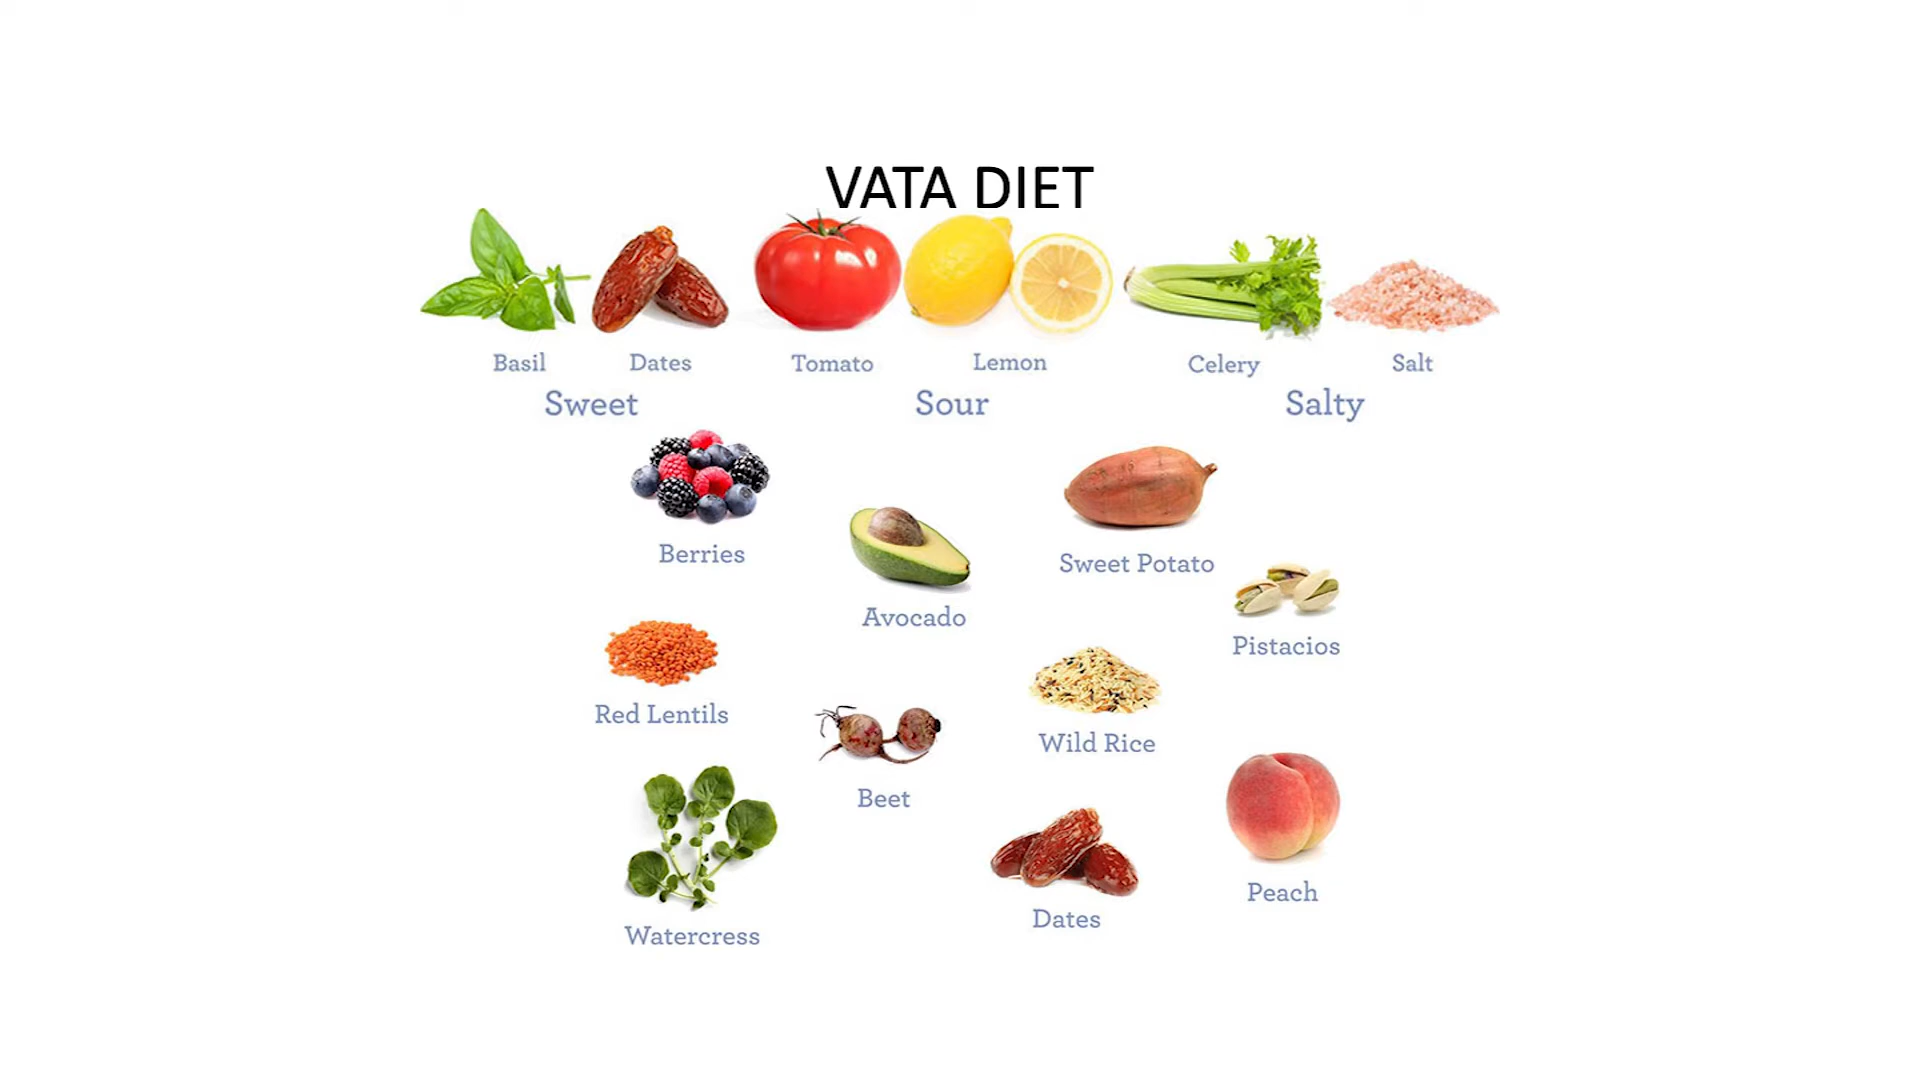 VATA DIET
Basil Dates Tomato Lemon Celery Salt
Sweet Sour Salty
Berries
Sweet Potato
Avocado
Pistacios
Red Lentils
Wild Rice
Beet
Peach
Dates
Watercress